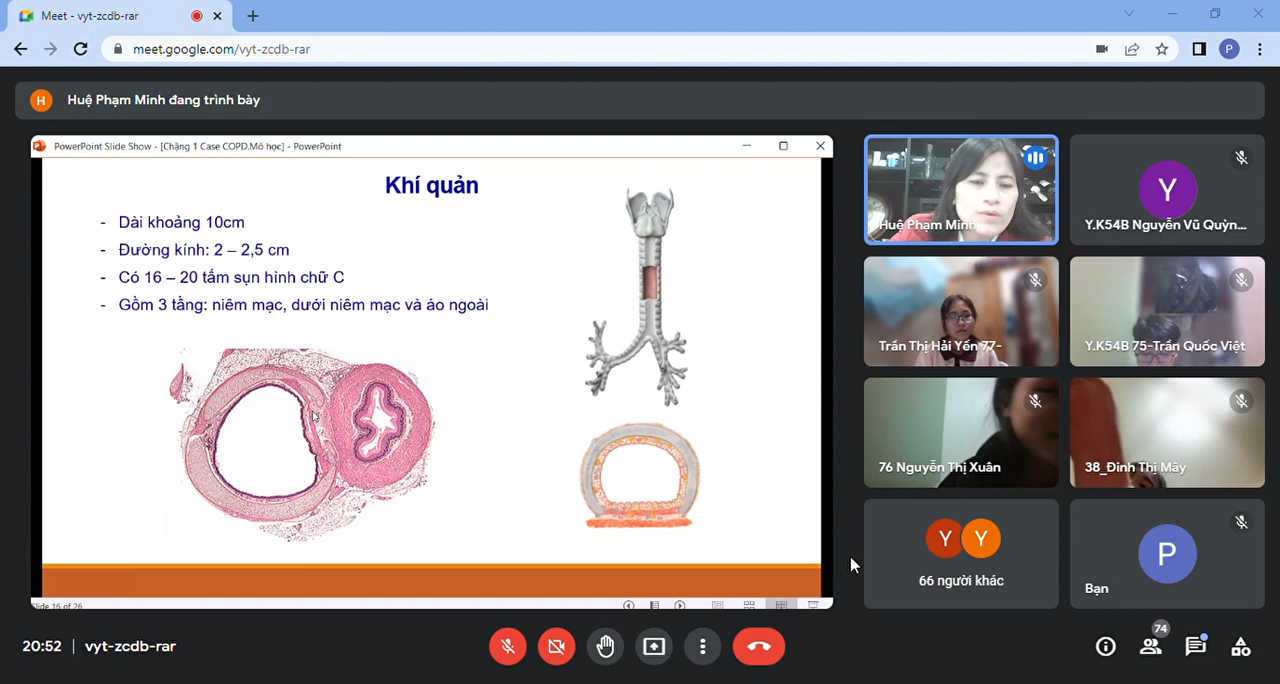 Meet - vyt-zcdb-rar
meet.google.com/vyt-zcdb-rar
P
H
Huệ Phạm Minh đang trình bày
PowerPoint Slide Show - [Chặng 1 Case COPD.Mô học] - PowerPoint
Khí quản
- Dài khoảng 10cm
- Đường kính: 2 – 2,5 cm
- Có 16 – 20 tấm sụn hình chữ C
- Gồm 3 tầng: niêm mạc, dưới niêm mạc và áo ngoài
Slide 16 of 26
Huệ Phạm Minh
Y
Y.K54B Nguyễn Vũ Quỳn...
Trần Thị Hải Yến 77-
Y.K54B 75-Trần Quốc Việt
76 Nguyễn Thị Xuân
38_Đinh Thị Mây
Y Y
66 người khác
P
Bạn
20:52 | vyt-zcdb-rar
74